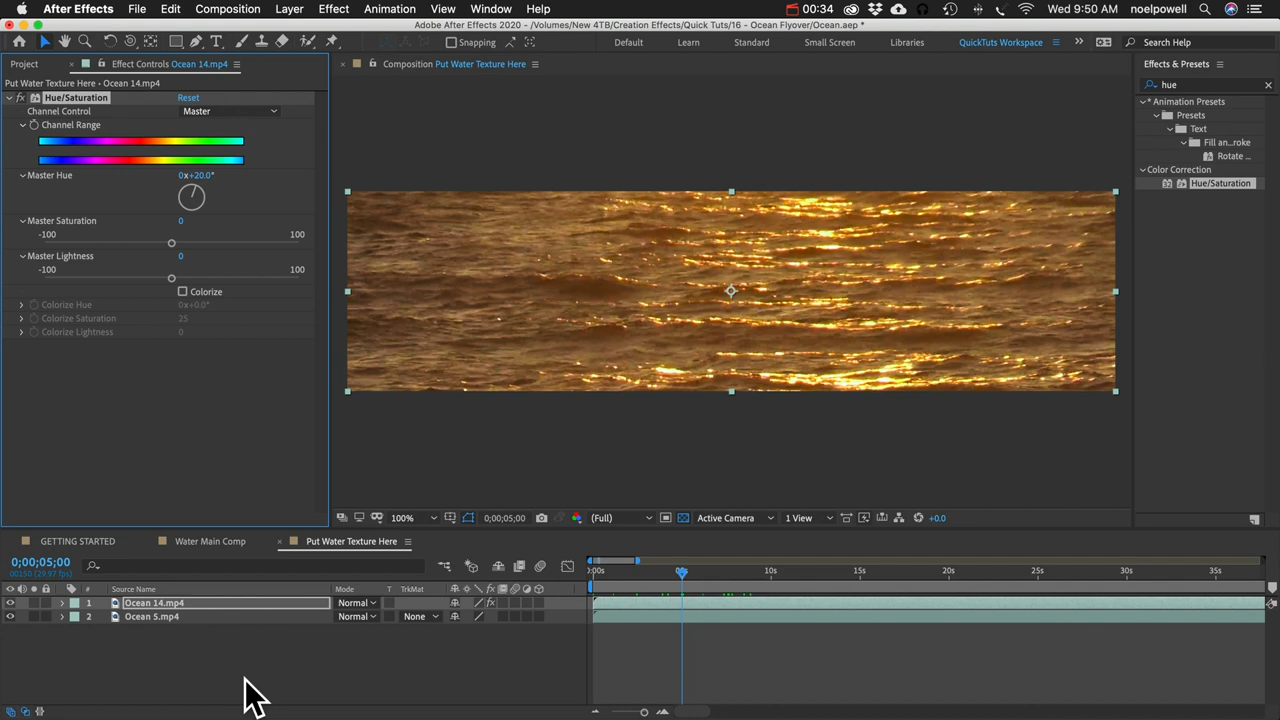 After Effects File Edit Composition Layer Effect Animation View Window Help 00:34 Wed 9:50 AM noelpowell
Adobe After Effects 2020 - /Volumes/New 4TB/Creation Effects/Quick Tuts/16 - Ocean Flyover/Ocean.aep *
Snapping Default Learn Standard Small Screen Libraries QuickTuts Workspace Search Help
Project Effect Controls Ocean 14.mp4 Composition Put Water Texture Here Effects & Presets
Put Water Texture Here • Ocean 14.mp4 hue
fx Hue/Saturation Reset
* Animation Presets
Channel Control Master
Presets
Channel Range
Text
Fill an...roke
Rotate ...
Color Correction
Master Hue 0x+20.0°
Hue/Saturation
Master Saturation 0
-100 100
Master Lightness 0
-100 100
Colorize
Colorize Hue 0x+0.0°
Colorize Saturation 25
Colorize Lightness 0
100% 0;00;05;00 (Full) Active Camera 1 View +0.0
GETTING STARTED Water Main Comp Put Water Texture Here
0;00;05;00
00150 (29.97 fps)
10s 15s 20s 25s 30s 35s
# Source Name Mode T TrkMat fx
1 Ocean 14.mp4 Normal
2 Ocean 5.mp4 Normal None